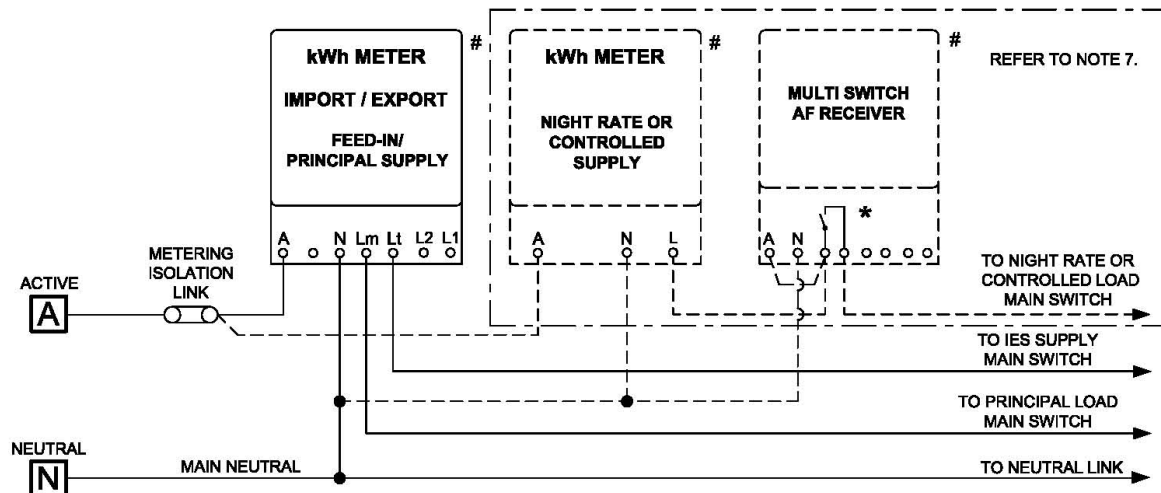 #
#
#
kWh METER
IMPORT / EXPORT
FEED-IN/
PRINCIPAL SUPPLY
kWh METER
NIGHT RATE OR
CONTROLLED
SUPPLY
MULTI SWITCH
AF RECEIVER
REFER TO NOTE 7.
*
A N Lm Lt L2 L1
A N L
A N
METERING
ISOLATION
LINK
ACTIVE
A
TO NIGHT RATE OR
CONTROLLED LOAD
MAIN SWITCH
TO IES SUPPLY
MAIN SWITCH
TO PRINCIPAL LOAD
MAIN SWITCH
NEUTRAL
N
MAIN NEUTRAL
TO NEUTRAL LINK